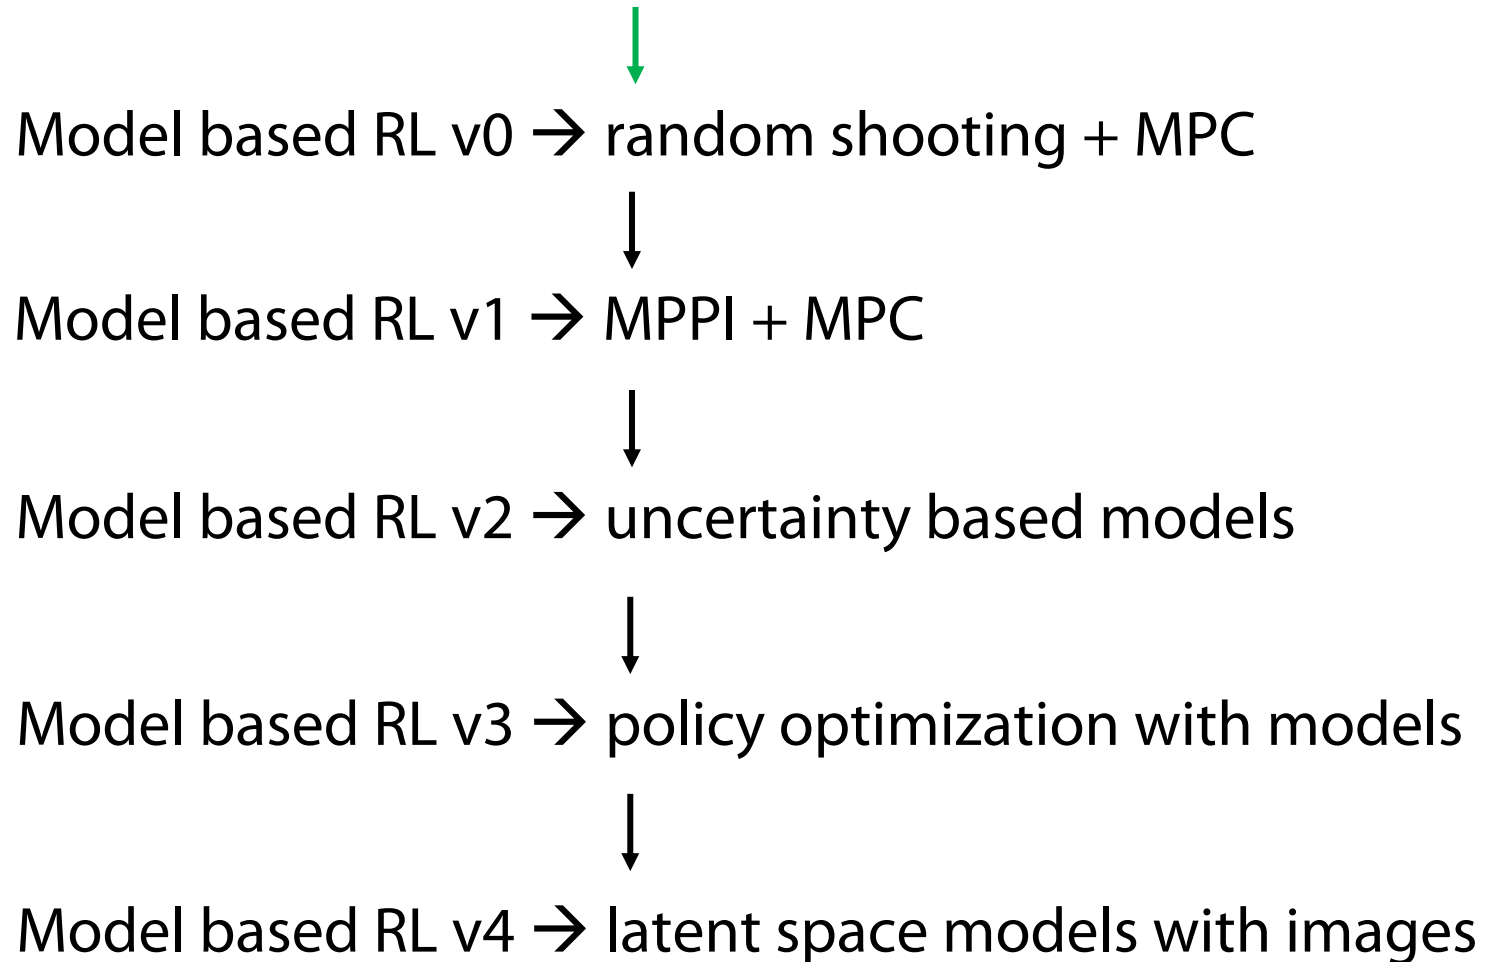 Model based RL v0 → random shooting + MPC
Model based RL v1 → MPPI + MPC
Model based RL v2 → uncertainty based models
Model based RL v3 → policy optimization with models
Model based RL v4 → latent space models with images